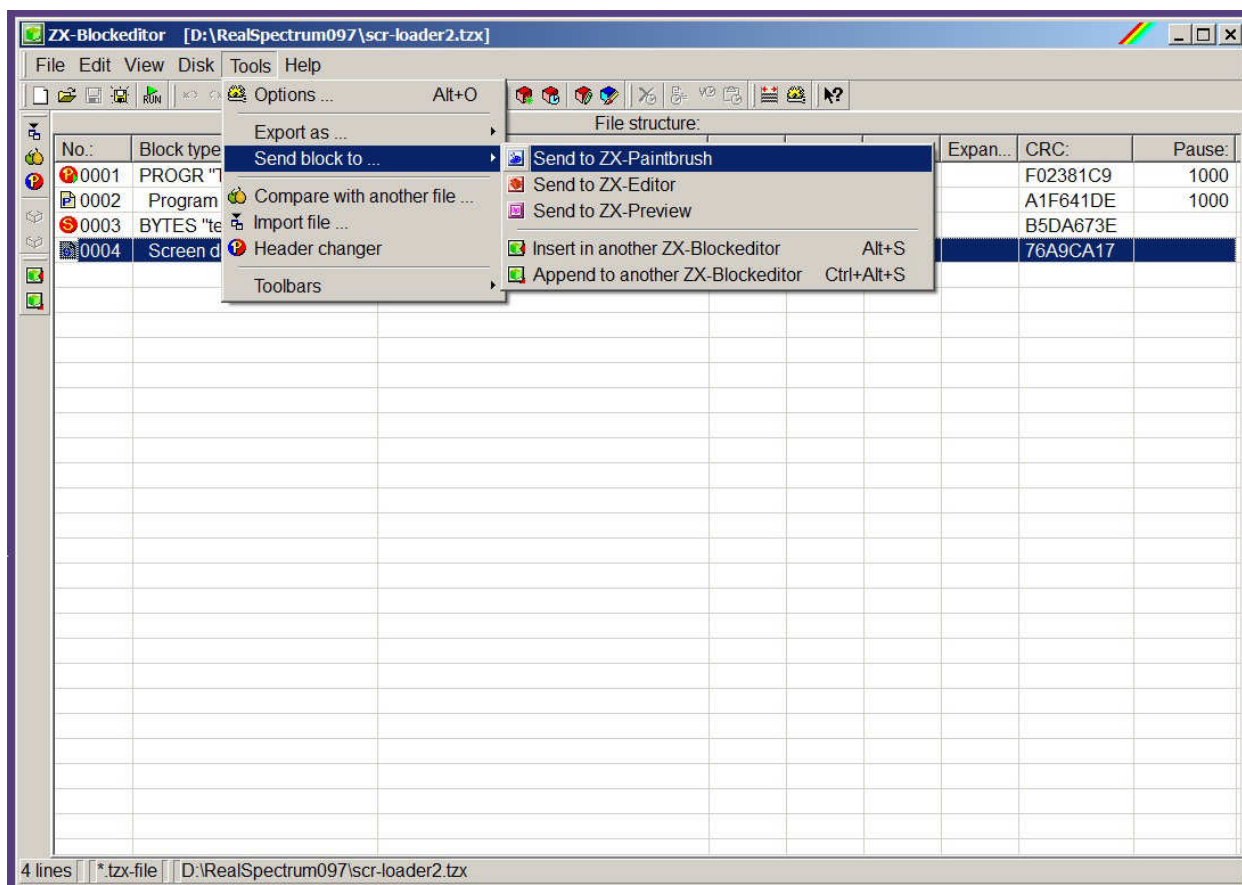 ZX-Blockeditor [D:\RealSpectrum097\scr-loader2.tzx]
File Edit View Disk Tools Help
RUN
Options ... Alt+O
File structure:
Export as ...
No.: Block type Expan... CRC: Pause:
Send block to ... Send to ZX-Paintbrush
0001 PROGR "T F02381C9 1000
Send to ZX-Editor
0002 Program A1F641DE 1000
Compare with another file ...
Send to ZX-Preview
0003 BYTES "te B5DA673E
Import file ...
0004 Screen d 76A9CA17
Header changer Insert in another ZX-Blockeditor Alt+S
Append to another ZX-Blockeditor Ctrl+Alt+S
Toolbars
4 lines *.tzx-file D:\RealSpectrum097\scr-loader2.tzx